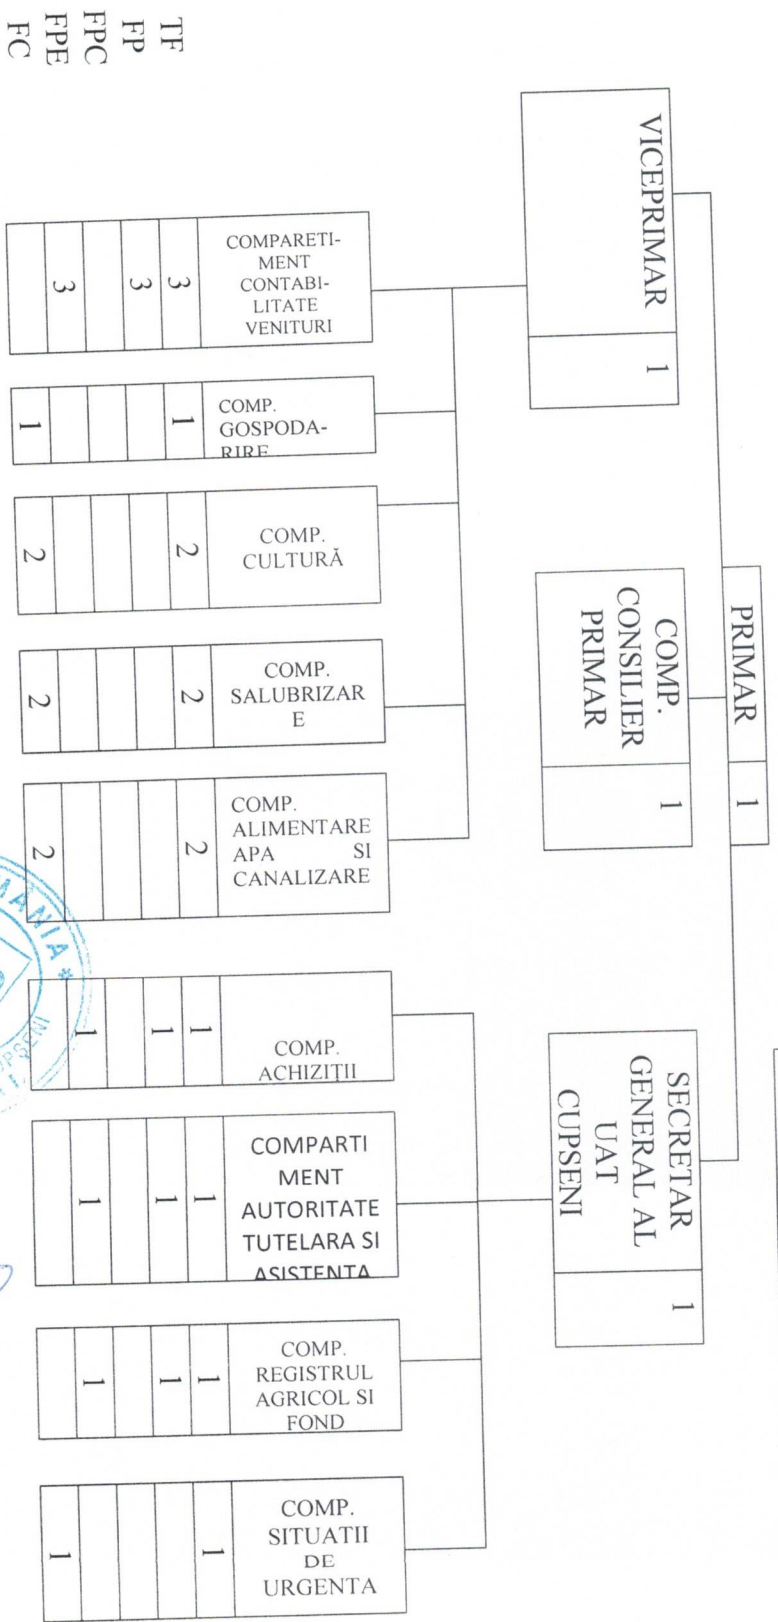 PRIMAR 1
VICEPRIMAR 1
COMP.
CONSILIER
PRIMAR
1
SECRETAR
GENERAL AL
UAT
CUPSENI
1
COMPARETI-
MENT
CONTABI-
LITATE
VENITURI
COMP.
GOSPODA-
RIRE
COMP.
CULTURĂ
COMP.
SALUBRIZAR
E
COMP.
ALIMENTARE
APA SI
CANALIZARE
COMP.
ACHIZIȚII
COMPARTI
MENT
AUTORITATE
TUTELARA SI
ASISTENTA
COMP.
REGISTRUL
AGRICOL SI
FOND
COMP.
SITUATII
DE
URGENTA
TF 3 1 2 2 2 1 1 1 1
FP 3 1 1 1
FPC
FPE 3 1 1 1
FC 1 2 2 2 1